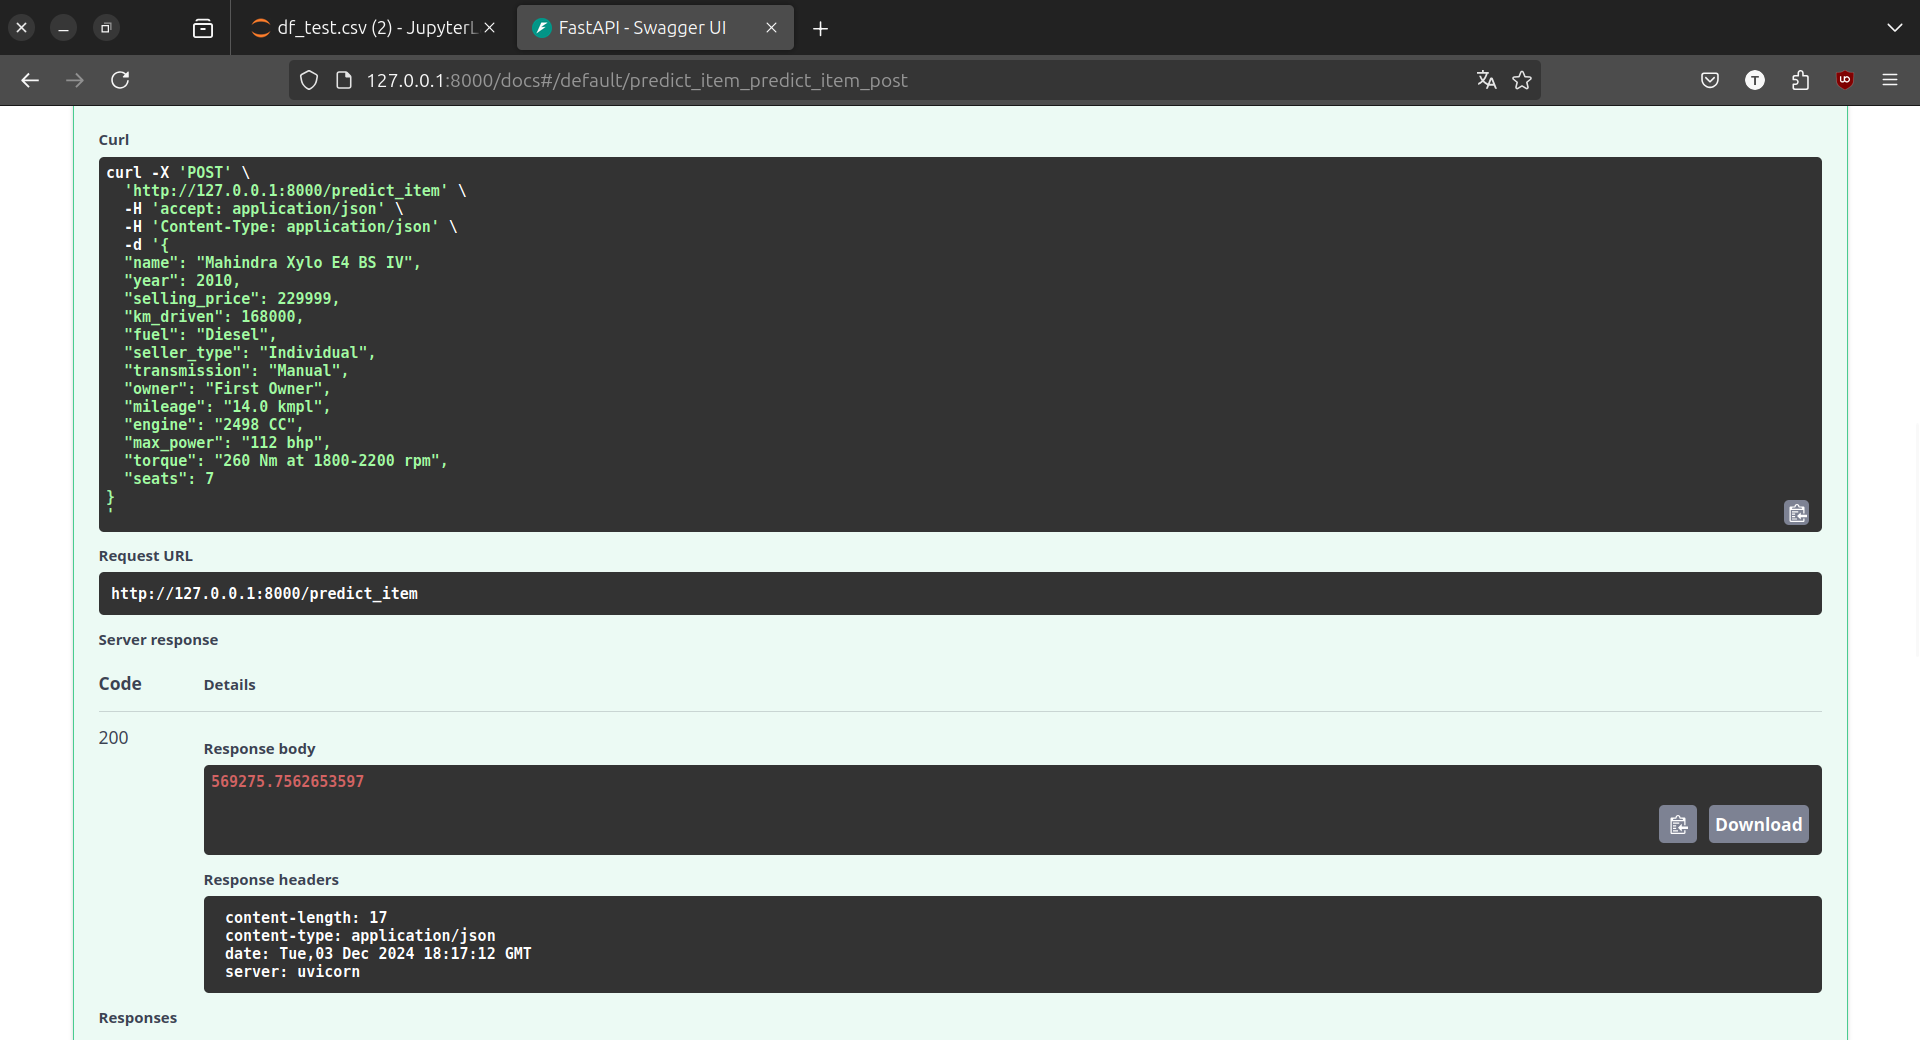 df_test.csv (2) - JupyterL
FastAPI - Swagger UI
127.0.0.1:8000/docs#/default/predict_item_predict_item_post
T
Curl
curl -X 'POST' \
'http://127.0.0.1:8000/predict_item' \
-H 'accept: application/json' \
-H 'Content-Type: application/json' \
-d '{
"name": "Mahindra Xylo E4 BS IV",
"year": 2010,
"selling_price": 229999,
"km_driven": 168000,
"fuel": "Diesel",
"seller_type": "Individual",
"transmission": "Manual",
"owner": "First Owner",
"mileage": "14.0 kmpl",
"engine": "2498 CC",
"max_power": "112 bhp",
"torque": "260 Nm at 1800-2200 rpm",
"seats": 7
}
'
Request URL
http://127.0.0.1:8000/predict_item
Server response
Code Details
200
Response body
569275.7562653597
Download
Response headers
content-length: 17
content-type: application/json
date: Tue,03 Dec 2024 18:17:12 GMT
server: uvicorn
Responses